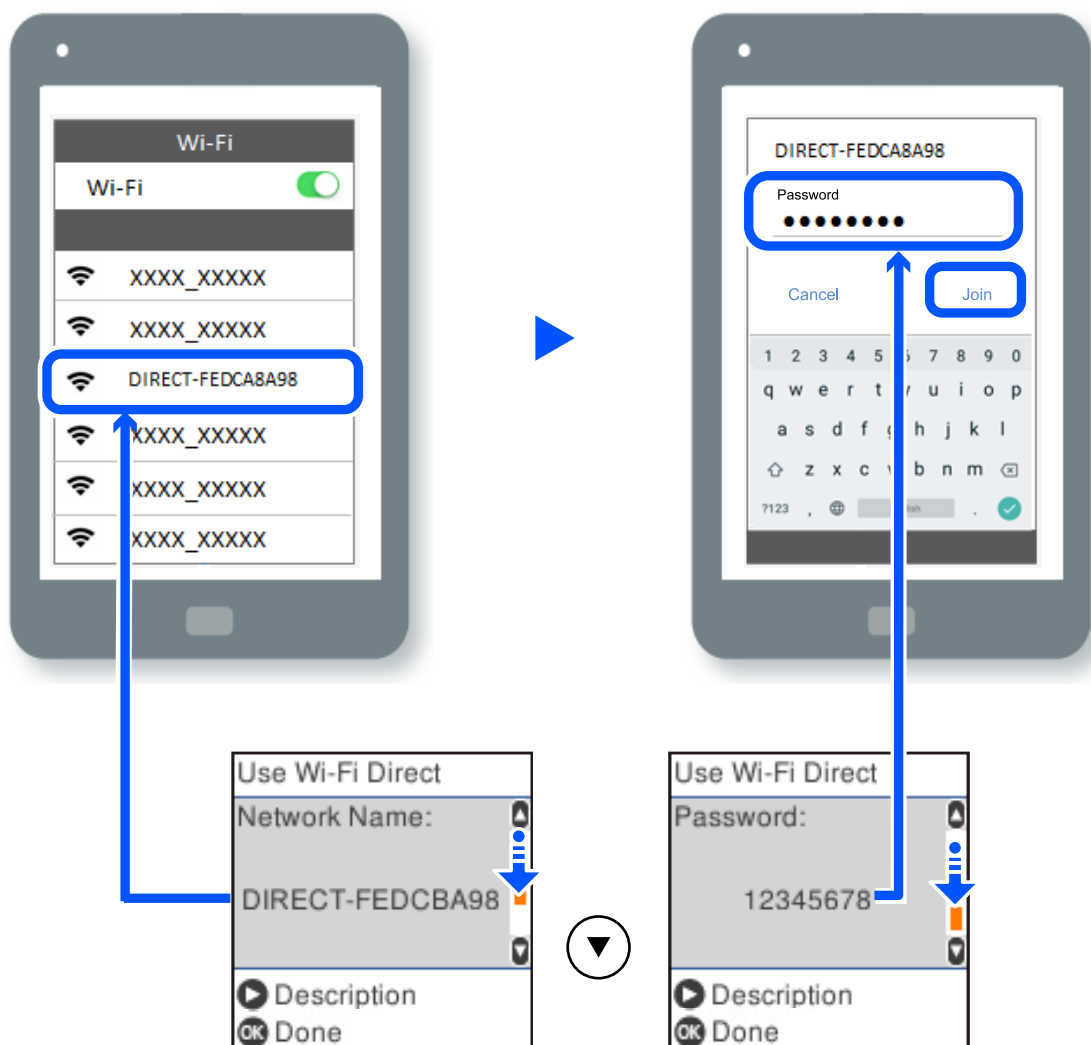 Wi-Fi
Wi-Fi
XXXX_XXXXX
XXXX_XXXXX
DIRECT-FEDCA8A98
XXXX_XXXXX
XXXX_XXXXX
XXXX_XXXXX
DIRECT-FEDCA8A98
Password
●●●●●●●●
Cancel Join
1 2 3 4 5 7 8 9 0
q w e r t u i o p
a s d f h j k l
z x c b n m
?123 , .
Use Wi-Fi Direct
Network Name:
DIRECT-FEDCBA98
Description
OK Done
Use Wi-Fi Direct
Password:
12345678
Description
OK Done